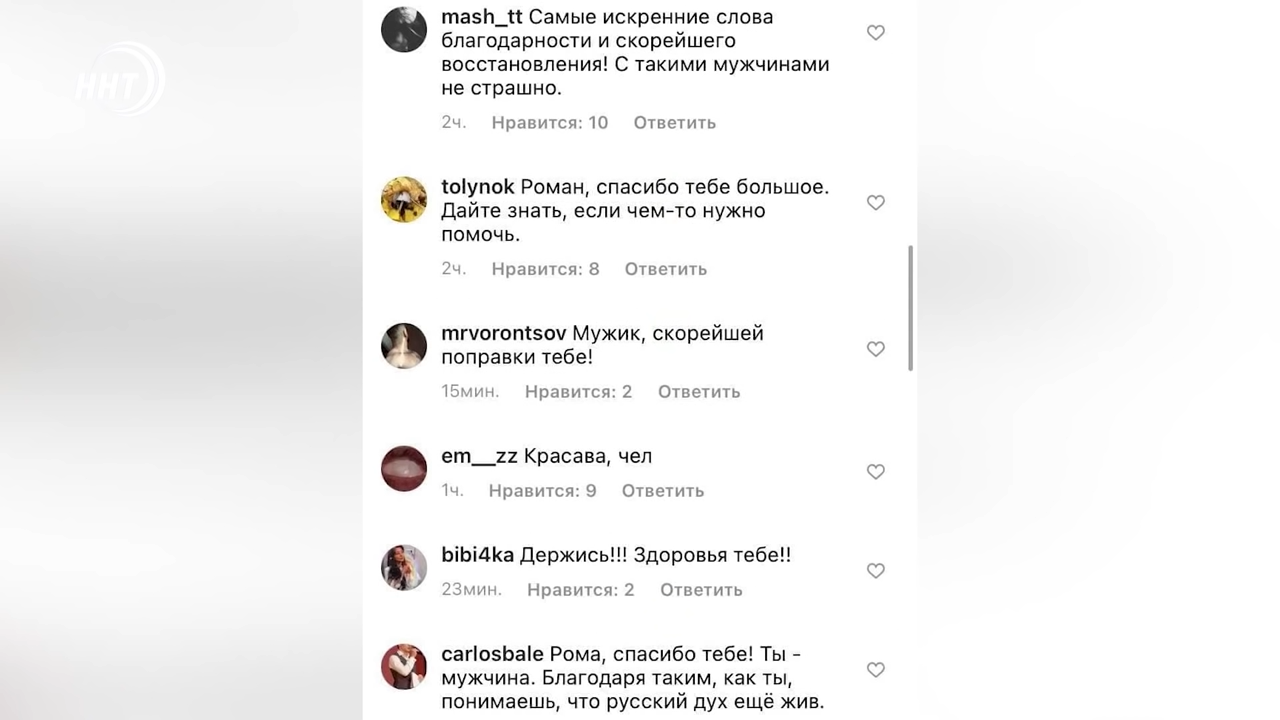 ННТ
mash_tt Самые искренние слова
благодарности и скорейшего
восстановления! С такими мужчинами
не страшно.
2ч. Нравится: 10 Ответить
tolynok Роман, спасибо тебе большое.
Дайте знать, если чем-то нужно
помочь.
2ч. Нравится: 8 Ответить
mrvorontsov Мужик, скорейшей
поправки тебе!
15мин. Нравится: 2 Ответить
em__zz Красава, чел
1ч. Нравится: 9 Ответить
bibi4ka Держись!!! Здоровья тебе!!
23мин. Нравится: 2 Ответить
carlosbale Рома, спасибо тебе! Ты -
мужчина. Благодаря таким, как ты,
понимаешь, что русский дух ещё жив.